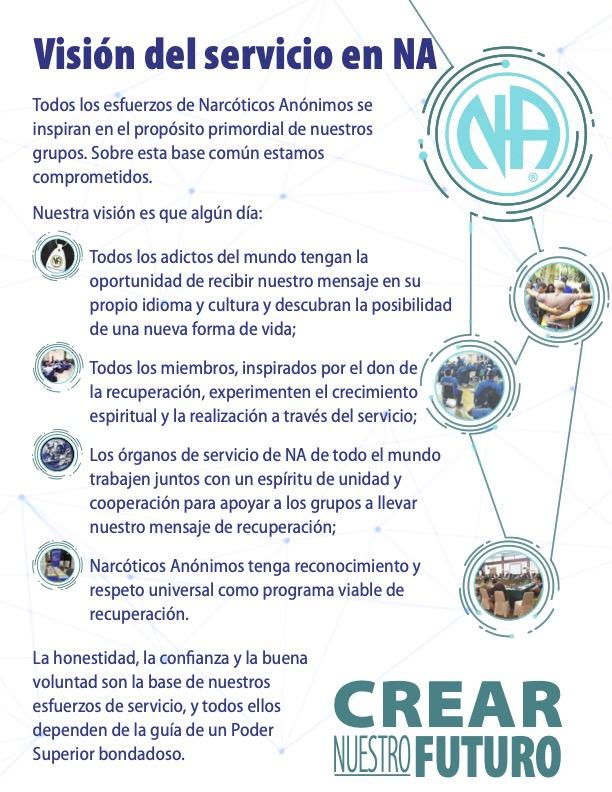 Visión del servicio en NA
Todos los esfuerzos de Narcóticos Anónimos se
inspiran en el propósito primordial de nuestros
grupos. Sobre esta base común estamos
comprometidos.
Nuestra visión es que algún día:
Todos los adictos del mundo tengan la
oportunidad de recibir nuestro mensaje en su
propio idioma y cultura y descubran la posibilidad
de una nueva forma de vida;
Todos los miembros, inspirados por el don de
la recuperación, experimenten el crecimiento
espiritual y la realización a través del servicio;
Los órganos de servicio de NA de todo el mundo
trabajen juntos con un espíritu de unidad y
cooperación para apoyar a los grupos a llevar
nuestro mensaje de recuperación;
Narcóticos Anónimos tenga reconocimiento y
respeto universal como programa viable de
recuperación.
La honestidad, la confianza y la buena
voluntad son la base de nuestros
esfuerzos de servicio, y todos ellos
dependen de la guía de un Poder
Superior bondadoso.
NA
®
NA
CREAR
NUESTRO FUTURO